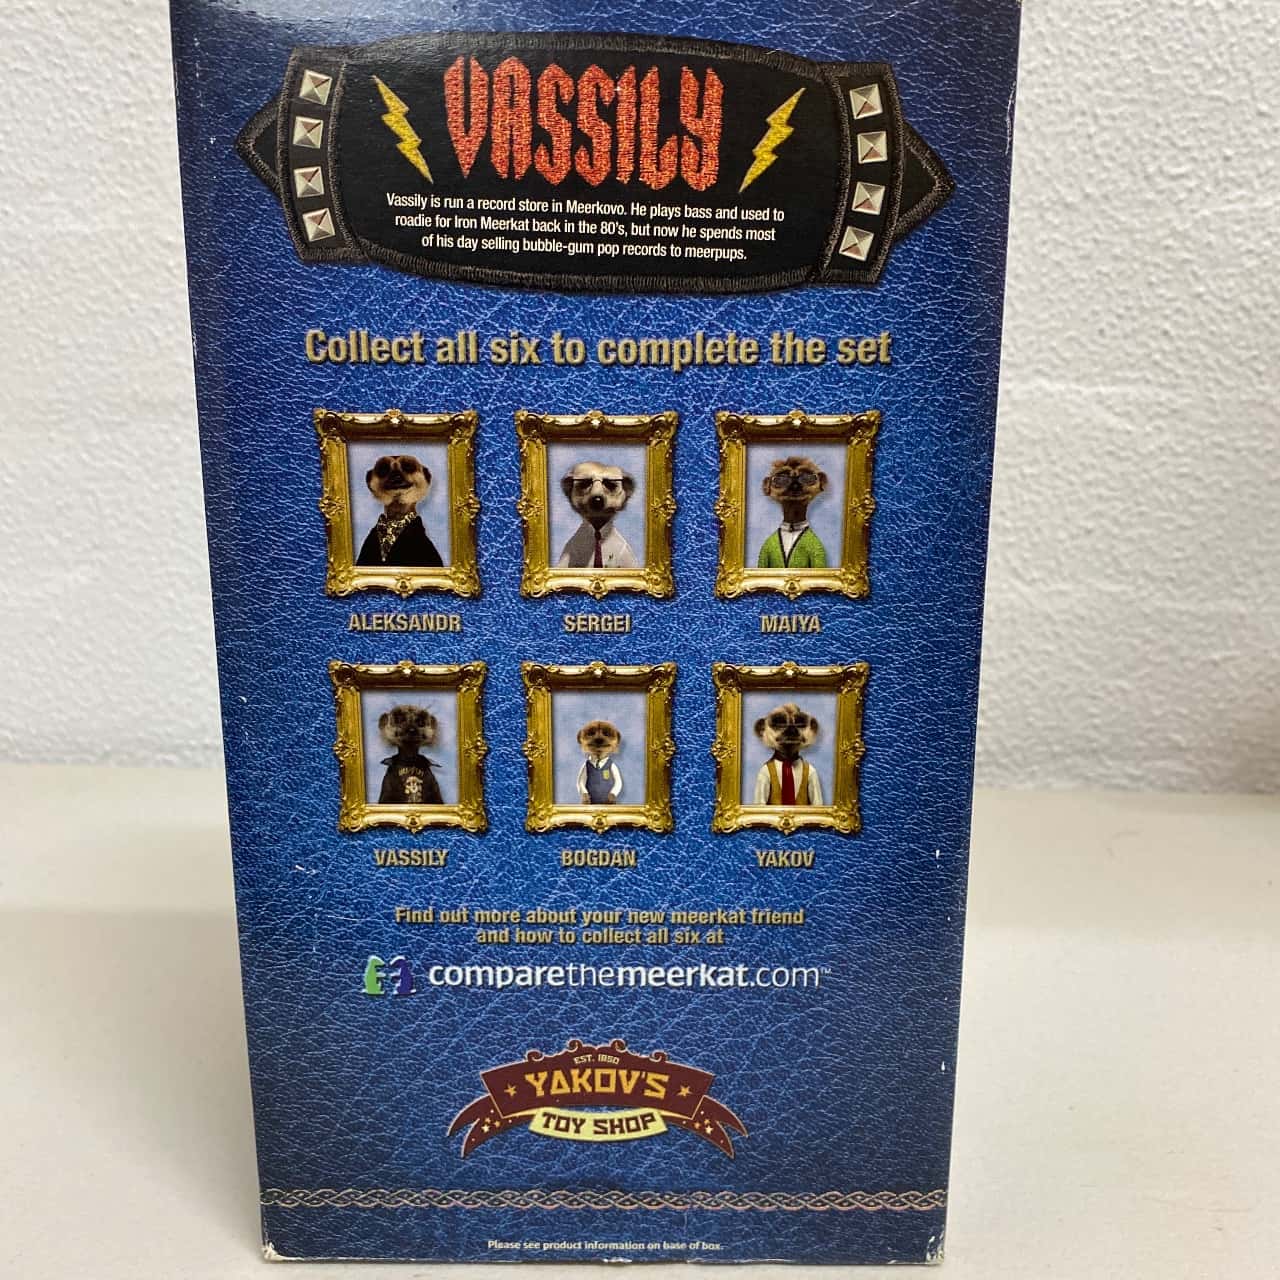 VASSILY
Vassily is run a record store in Meerkovo. He plays bass and used to
roadie for Iron Meerkat back in the 80's, but now he spends most
of his day selling bubble-gum pop records to meerpups.
Collect all six to complete the set
ALEKSANDR SERGEI MAIYA
VASSILY BOGDAN YAKOV
Find out more about your new meerkat friend
and how to collect all six at
comparethemeerkat.com™
EST. 1850
YAKOV'S
TOY SHOP
Please see product information on base of box.